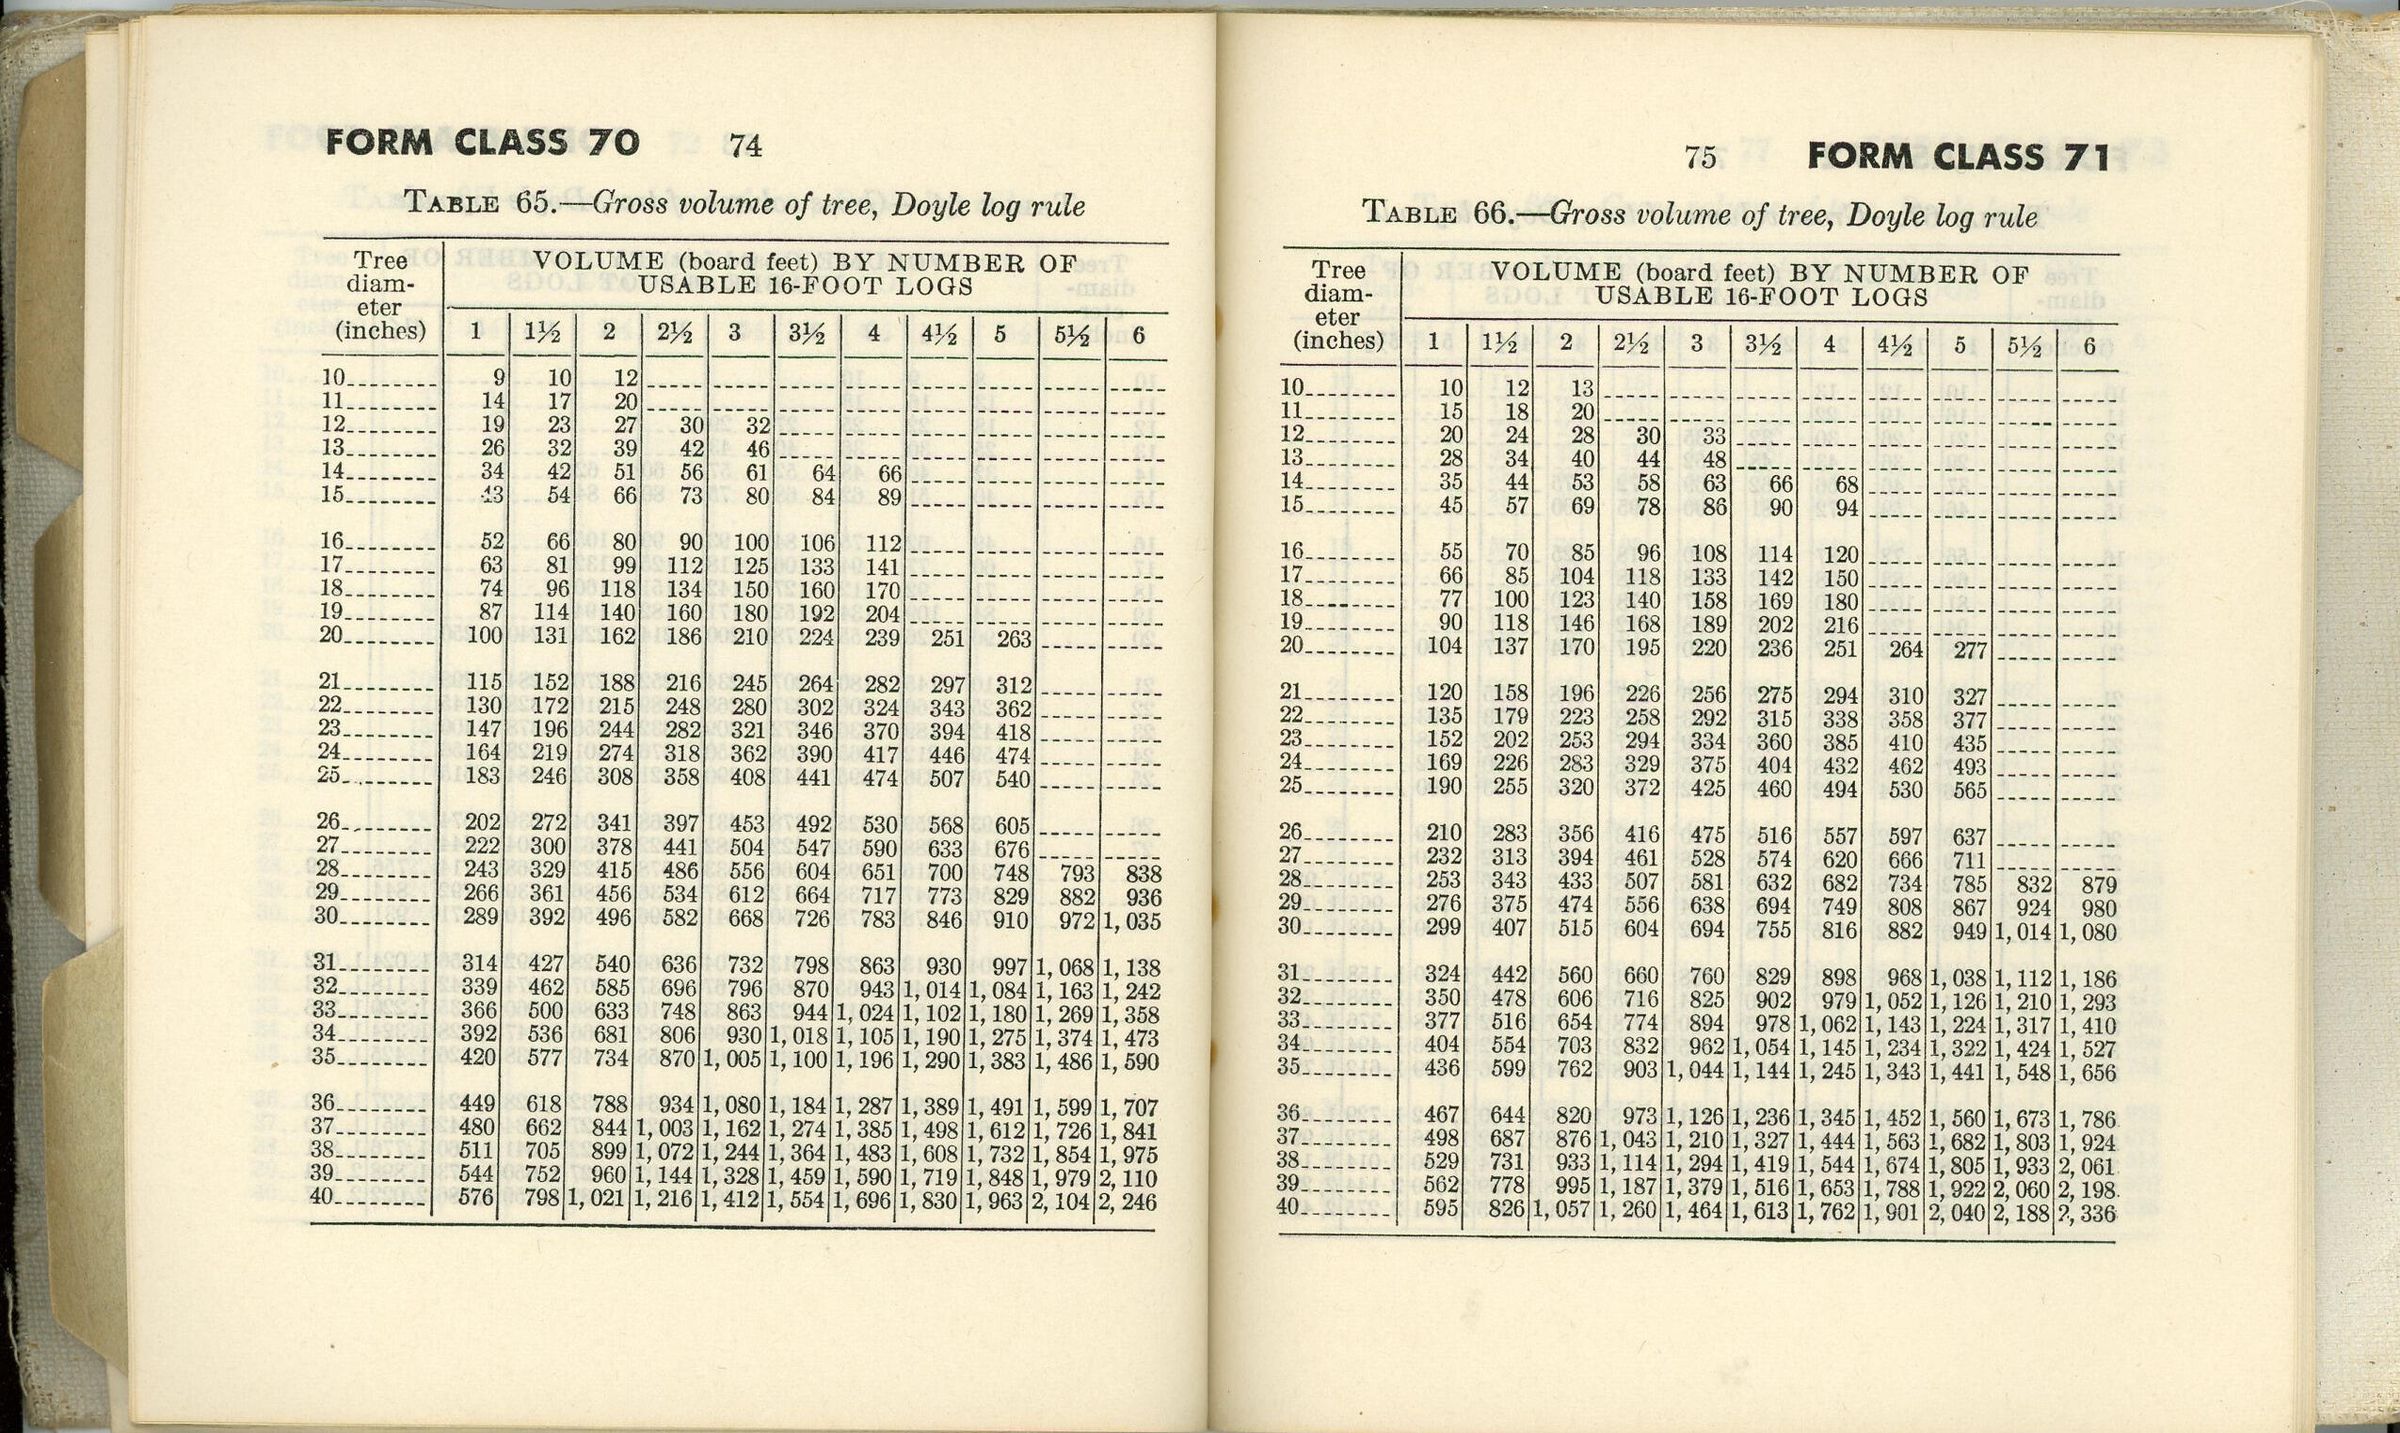 FORM CLASS 70 74
TABLE 65.—Gross volume of tree, Doyle log rule
Tree diam-eter (inches) VOLUME (board feet) BY NUMBER OF USABLE 16-FOOT LOGS
1 1½ 2 2½ 3 3½ 4 4½ 5 5½ 6
10 9 10 12
11 14 17 20
12 19 23 27 30 32
13 26 32 39 42 46
14 34 42 51 56 61 64 66
15 43 54 66 73 80 84 89
16 52 66 80 90 100 106 112
17 63 81 99 112 125 133 141
18 74 96 118 134 150 160 170
19 87 114 140 160 180 192 204
20 100 131 162 186 210 224 239 251 263
21 115 152 188 216 245 264 282 297 312
22 130 172 215 248 280 302 324 343 362
23 147 196 244 282 321 346 370 394 418
24 164 219 274 318 362 390 417 446 474
25 183 246 308 358 408 441 474 507 540
26 202 272 341 397 453 492 530 568 605
27 222 300 378 441 504 547 590 633 676
28 243 329 415 486 556 604 651 700 748 793 838
29 266 361 456 534 612 664 717 773 829 882 936
30 289 392 496 582 668 726 783 846 910 972 1,035
31 314 427 540 636 732 798 863 930 997 1,068 1,138
32 339 462 585 696 796 870 943 1,014 1,084 1,163 1,242
33 366 500 633 748 863 944 1,024 1,102 1,180 1,269 1,358
34 392 536 681 806 930 1,018 1,105 1,190 1,275 1,374 1,473
35 420 577 734 870 1,005 1,100 1,196 1,290 1,383 1,486 1,590
36 449 618 788 934 1,080 1,184 1,287 1,389 1,491 1,599 1,707
37 480 662 844 1,003 1,162 1,274 1,385 1,498 1,612 1,726 1,841
38 511 705 899 1,072 1,244 1,364 1,483 1,608 1,732 1,854 1,975
39 544 752 960 1,144 1,328 1,459 1,590 1,719 1,848 1,979 2,110
40 576 798 1,021 1,216 1,412 1,554 1,696 1,830 1,963 2,104 2,246
75 FORM CLASS 71
TABLE 66.—Gross volume of tree, Doyle log rule
Tree diam-eter (inches) VOLUME (board feet) BY NUMBER OF USABLE 16-FOOT LOGS
1 1½ 2 2½ 3 3½ 4 4½ 5 5½ 6
10 10 12 13
11 15 18 20
12 20 24 28 30 33
13 28 34 40 44 48
14 35 44 53 58 63 66 68
15 45 57 69 78 86 90 94
16 55 70 85 96 108 114 120
17 66 85 104 118 133 142 150
18 77 100 123 140 158 169 180
19 90 118 146 168 189 202 216
20 104 137 170 195 220 236 251 264 277
21 120 158 196 226 256 275 294 310 327
22 135 179 223 258 292 315 338 358 377
23 152 202 253 294 334 360 385 410 435
24 169 226 283 329 375 404 432 462 493
25 190 255 320 372 425 460 494 530 565
26 210 283 356 416 475 516 557 597 637
27 232 313 394 461 528 574 620 666 711
28 253 343 433 507 581 632 682 734 785 832 879
29 276 375 474 556 638 694 749 808 867 924 980
30 299 407 515 604 694 755 816 882 949 1,014 1,080
31 324 442 560 660 760 829 898 968 1,038 1,112 1,186
32 350 478 606 716 825 902 979 1,052 1,126 1,210 1,293
33 377 516 654 774 894 978 1,062 1,143 1,224 1,317 1,410
34 404 554 703 832 962 1,054 1,145 1,234 1,322 1,424 1,527
35 436 599 762 903 1,044 1,144 1,245 1,343 1,441 1,548 1,656
36 467 644 820 973 1,126 1,236 1,345 1,452 1,560 1,673 1,786
37 498 687 876 1,043 1,210 1,327 1,444 1,563 1,682 1,803 1,924
38 529 731 933 1,114 1,294 1,419 1,544 1,674 1,805 1,933 2,061
39 562 778 995 1,187 1,379 1,516 1,653 1,788 1,922 2,060 2,198
40 595 826 1,057 1,260 1,464 1,613 1,762 1,901 2,040 2,188 2,336